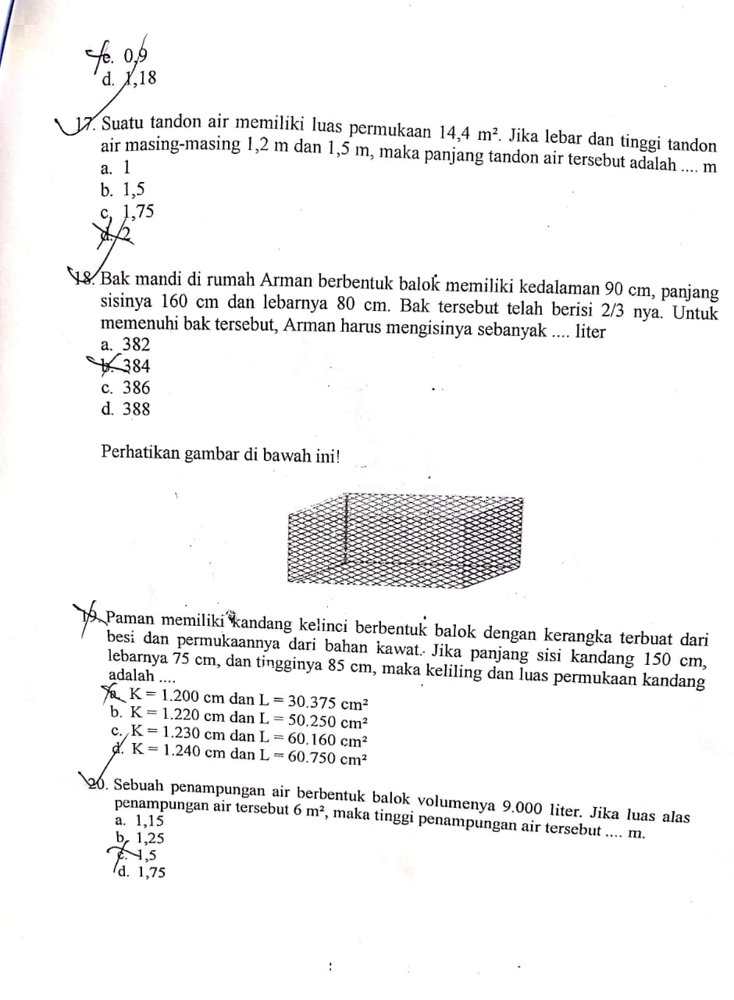 c. 0,9
d. 1,18
17. Suatu tandon air memiliki luas permukaan 14,4 m². Jika lebar dan tinggi tandon
air masing-masing 1,2 m dan 1,5 m, maka panjang tandon air tersebut adalah .... m
a. 1
b. 1,5
c. 1,75
d. 2
18. Bak mandi di rumah Arman berbentuk balok memiliki kedalaman 90 cm, panjang
sisinya 160 cm dan lebarnya 80 cm. Bak tersebut telah berisi 2/3 nya. Untuk
memenuhi bak tersebut, Arman harus mengisinya sebanyak .... liter
a. 382
b. 384
c. 386
d. 388
Perhatikan gambar di bawah ini!
19. Paman memiliki kandang kelinci berbentuk balok dengan kerangka terbuat dari
besi dan permukaannya dari bahan kawat. Jika panjang sisi kandang 150 cm,
lebarnya 75 cm, dan tingginya 85 cm, maka keliling dan luas permukaan kandang
adalah ....
a. K = 1.200 cm dan L = 30.375 cm²
b. K = 1.220 cm dan L = 50.250 cm²
c. K = 1.230 cm dan L = 60.160 cm²
d. K = 1.240 cm dan L = 60.750 cm²
20. Sebuah penampungan air berbentuk balok volumenya 9.000 liter. Jika luas alas
penampungan air tersebut 6 m², maka tinggi penampungan air tersebut .... m.
a. 1,15
b. 1,25
c. 1,5
d. 1,75